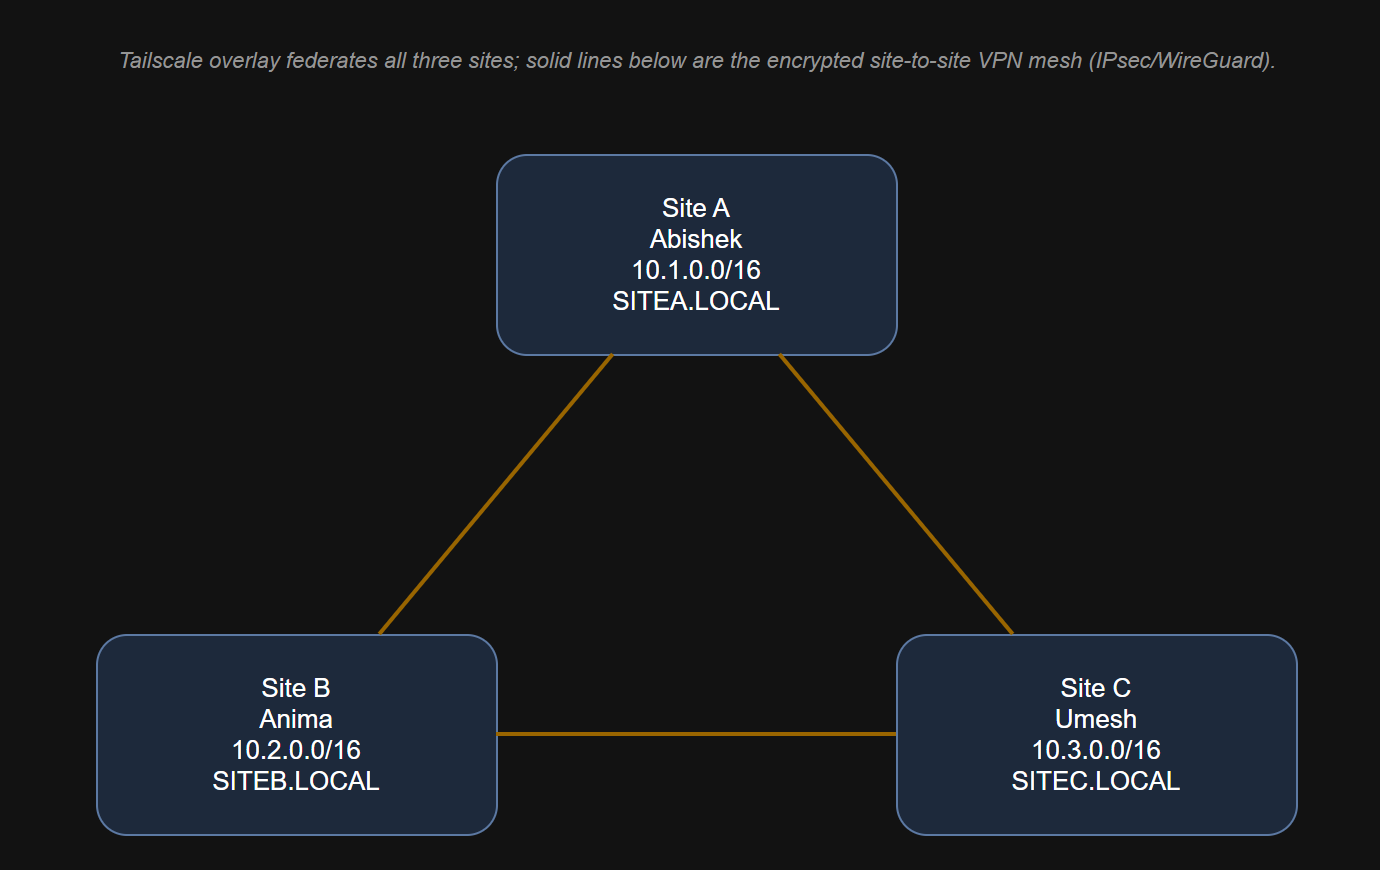 Tailscale overlay federates all three sites; solid lines below are the encrypted site-to-site VPN mesh (IPsec/WireGuard).
Site A
Abishek
10.1.0.0/16
SITEA.LOCAL
Site B
Anima
10.2.0.0/16
SITEB.LOCAL
Site C
Umesh
10.3.0.0/16
SITEC.LOCAL